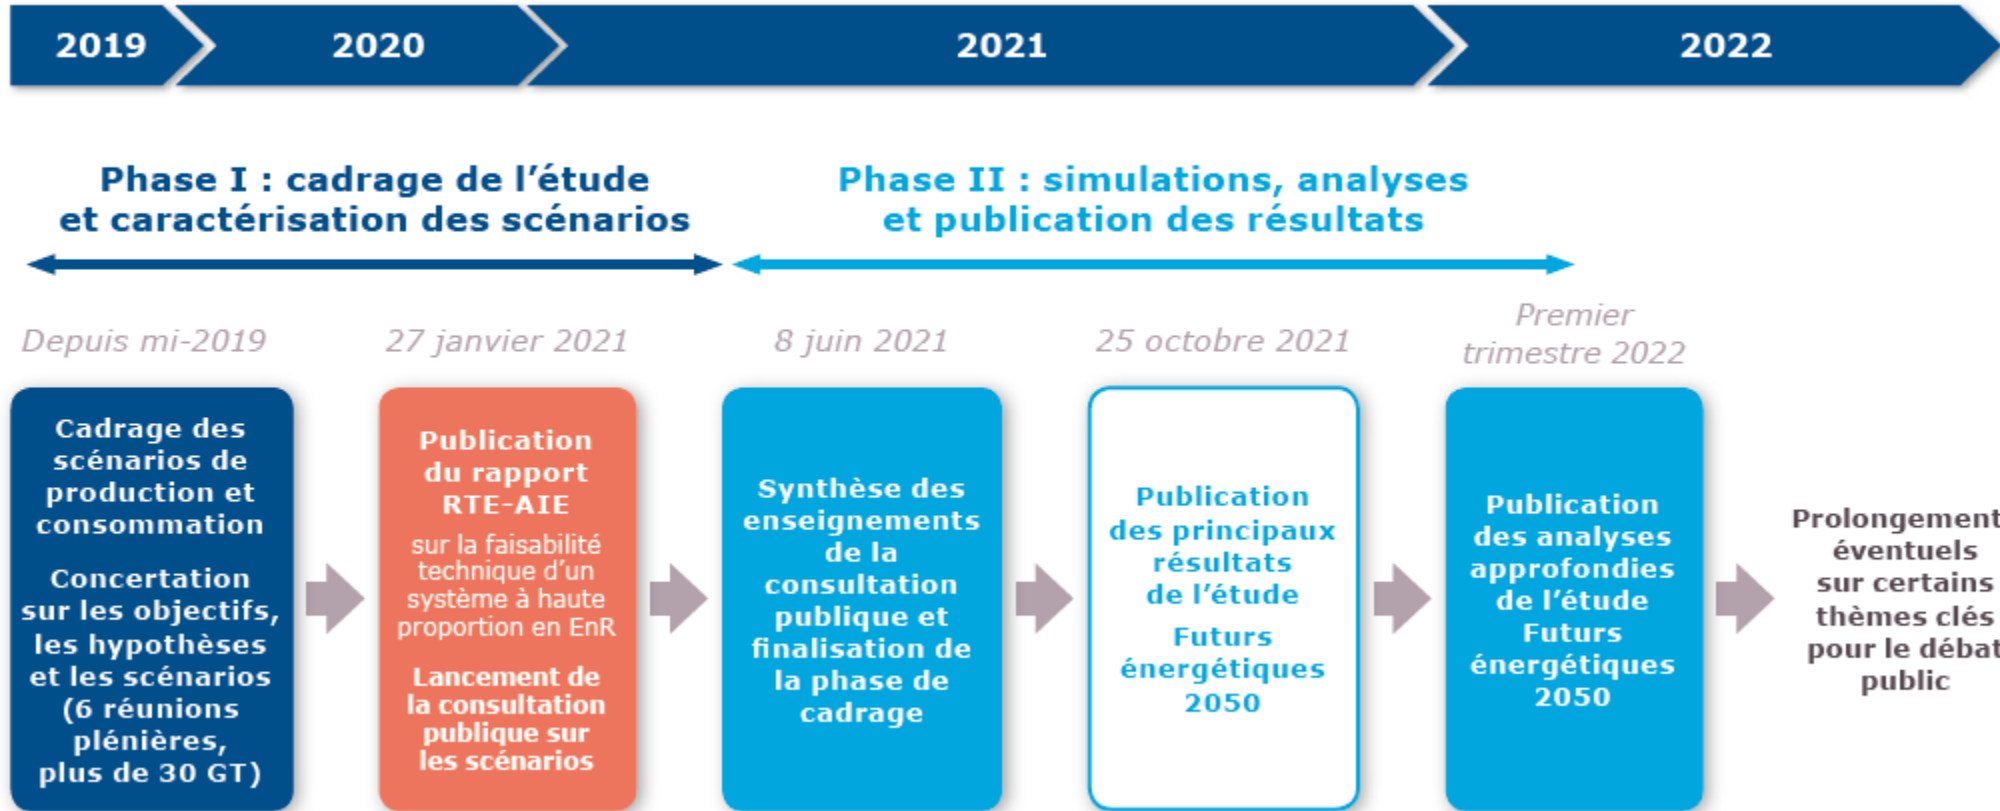 2019
2020
2021
2022
Phase I : cadrage de l'étude
et caractérisation des scénarios
Phase II : simulations, analyses
et publication des résultats
Depuis mi-2019
27 janvier 2021
8 juin 2021
25 octobre 2021
Premier
trimestre 2022
Cadrage des
scénarios de
production et
consommation
Concertation
sur les objectifs,
les hypothèses
et les scénarios
(6 réunions
plénières,
plus de 30 GT)
Publication
du rapport
RTE-AIE
sur la faisabilité
technique d'un
système à haute
proportion en EnR
Lancement de
la consultation
publique sur
les scénarios
Synthèse des
enseignements
de la
consultation
publique et
finalisation de
la phase de
cadrage
Publication
des principaux
résultats
de l'étude
Futurs
énergétiques
2050
Publication
des analyses
approfondies
de l'étude
Futurs
énergétiques
2050
Prolongement
éventuels
sur certains
thèmes clés
pour le débat
public